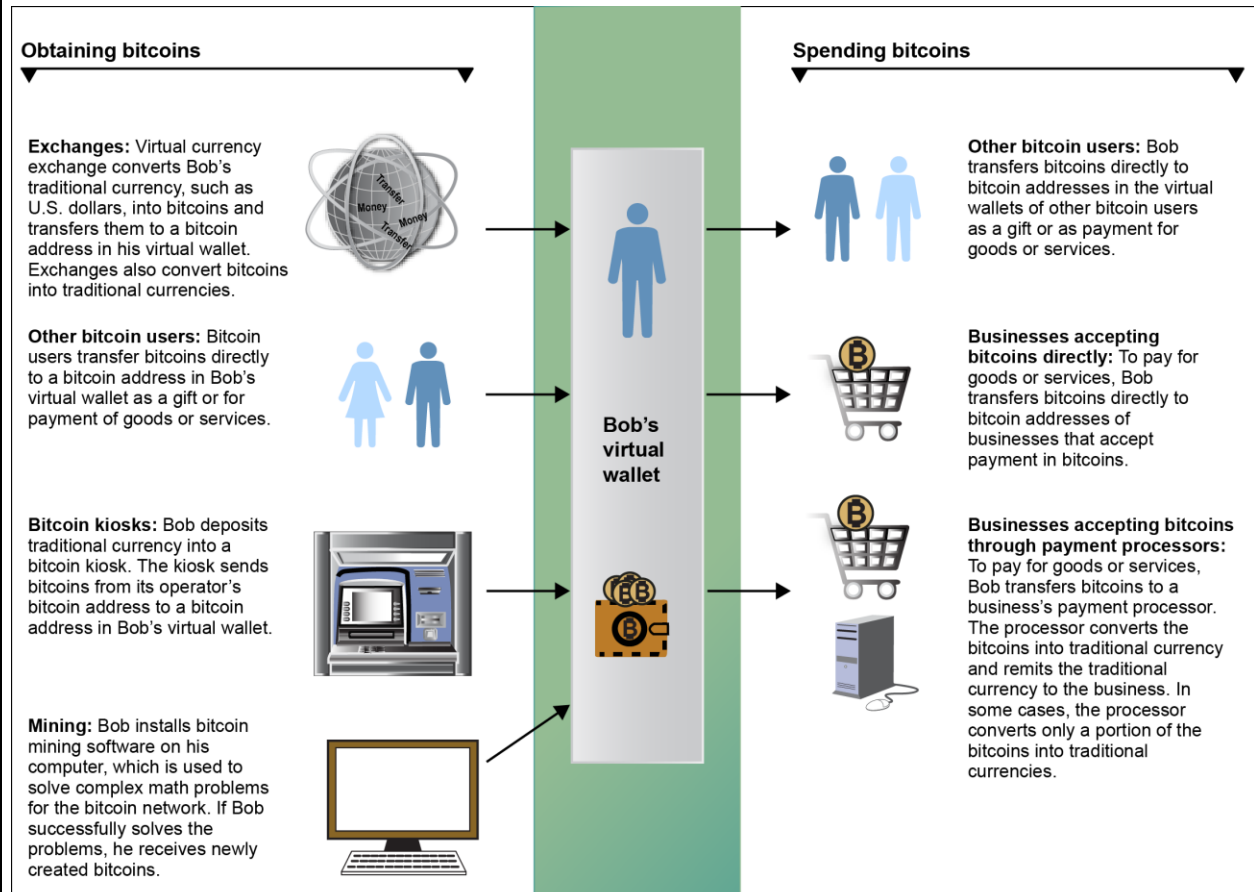 Obtaining bitcoins
Exchanges: Virtual currency
exchange converts Bob's
traditional currency, such as
U.S. dollars, into bitcoins and
transfers them to a bitcoin
address in his virtual wallet.
Exchanges also convert bitcoins
into traditional currencies.
Transfer
Money
Money
Transfer
Other bitcoin users: Bitcoin
users transfer bitcoins directly
to a bitcoin address in Bob's
virtual wallet as a gift or for
payment of goods or services.
Bitcoin kiosks: Bob deposits
traditional currency into a
bitcoin kiosk. The kiosk sends
bitcoins from its operator's
bitcoin address to a bitcoin
address in Bob's virtual wallet.
Mining: Bob installs bitcoin
mining software on his
computer, which is used to
solve complex math problems
for the bitcoin network. If Bob
successfully solves the
problems, he receives newly
created bitcoins.
Bob's
virtual
wallet
Spending bitcoins
Other bitcoin users: Bob
transfers bitcoins directly to
bitcoin addresses in the virtual
wallets of other bitcoin users
as a gift or as payment for
goods or services.
Businesses accepting
bitcoins directly: To pay for
goods or services, Bob
transfers bitcoins directly to
bitcoin addresses of
businesses that accept
payment in bitcoins.
Businesses accepting bitcoins
through payment processors:
To pay for goods or services,
Bob transfers bitcoins to a
business's payment processor.
The processor converts the
bitcoins into traditional currency
and remits the traditional
currency to the business. In
some cases, the processor
converts only a portion of the
bitcoins into traditional
currencies.